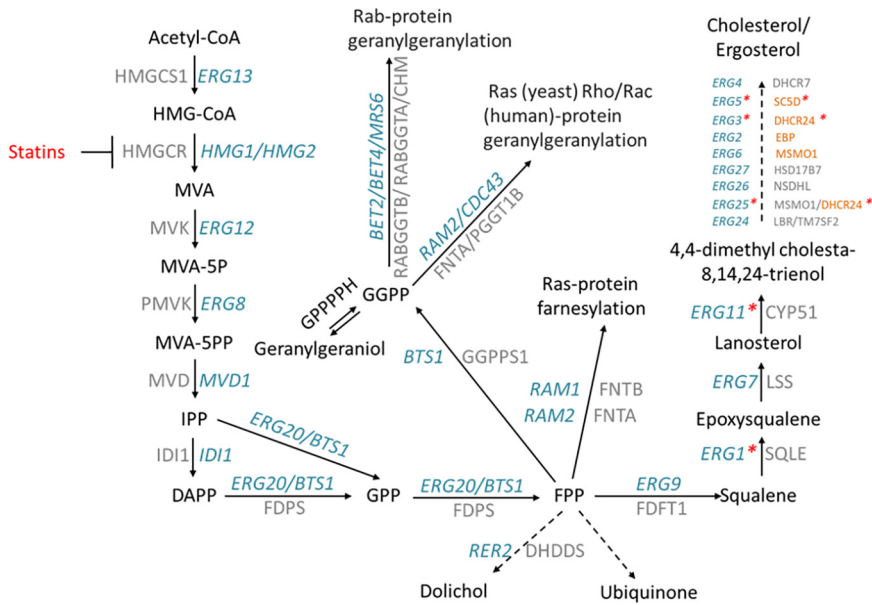 Acetyl-CoA
HMGCS1 ERG13
HMG-CoA
Statins
HMGCR HMG1/HMG2
MVA
MVK ERG12
MVA-5P
PMVK ERG8
MVA-5PP
MVD MVD1
IPP
ERG20/BTS1
IDI1 IDI1
DAPP
ERG20/BTS1
FDPS
GPP
ERG20/BTS1
FDPS
FPP
Rab-protein
geranylgeranylation
BET2/BET4/MRS6
RABGGTB/ RABGGTA/CHM
Ras (yeast) Rho/Rac
(human)-protein
geranylgeranylation
RAM2/CDC43
FNTA/PGGT1B
GGPP
GPPPPH
Geranylgeraniol
BTS1 GGPPS1
Ras-protein
farnesylation
RAM1 FNTB
RAM2 FNTA
RER2 DHDDS
Dolichol
Ubiquinone
ERG9
FDFT1
Squalene
ERG1* SQLE
Epoxysqualene
ERG7 LSS
Lanosterol
ERG11* CYP51
4,4-dimethyl cholesta-
8,14,24-trienol
Cholesterol/
Ergosterol
ERG4 DHCR7
ERG5 * SC5D *
ERG3 * DHCR24 *
ERG2 EBP
ERG6 MSMO1
ERG27 HSD17B7
ERG26 NSDHL
ERG25 * MSMO1/DHCR24 *
ERG24 LBR/TM7SF2